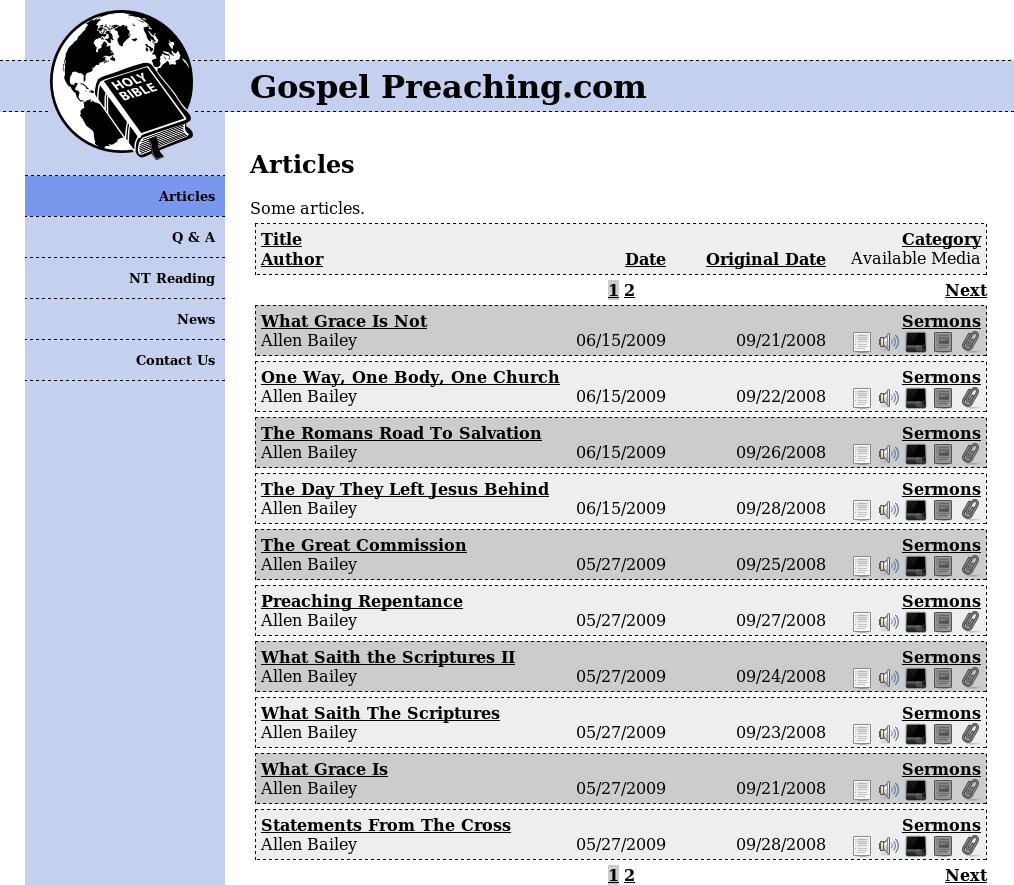 HOLY
BIBLE
Gospel Preaching.com
Articles
Q & A
NT Reading
News
Contact Us
Articles
Some articles.
Title Category
Author Date Original Date Available Media
1 2 Next
What Grace Is Not Sermons
Allen Bailey 06/15/2009 09/21/2008
One Way, One Body, One Church Sermons
Allen Bailey 06/15/2009 09/22/2008
The Romans Road To Salvation Sermons
Allen Bailey 06/15/2009 09/26/2008
The Day They Left Jesus Behind Sermons
Allen Bailey 06/15/2009 09/28/2008
The Great Commission Sermons
Allen Bailey 05/27/2009 09/25/2008
Preaching Repentance Sermons
Allen Bailey 05/27/2009 09/27/2008
What Saith the Scriptures II Sermons
Allen Bailey 05/27/2009 09/24/2008
What Saith The Scriptures Sermons
Allen Bailey 05/27/2009 09/23/2008
What Grace Is Sermons
Allen Bailey 05/27/2009 09/21/2008
Statements From The Cross Sermons
Allen Bailey 05/27/2009 09/28/2008
1 2 Next